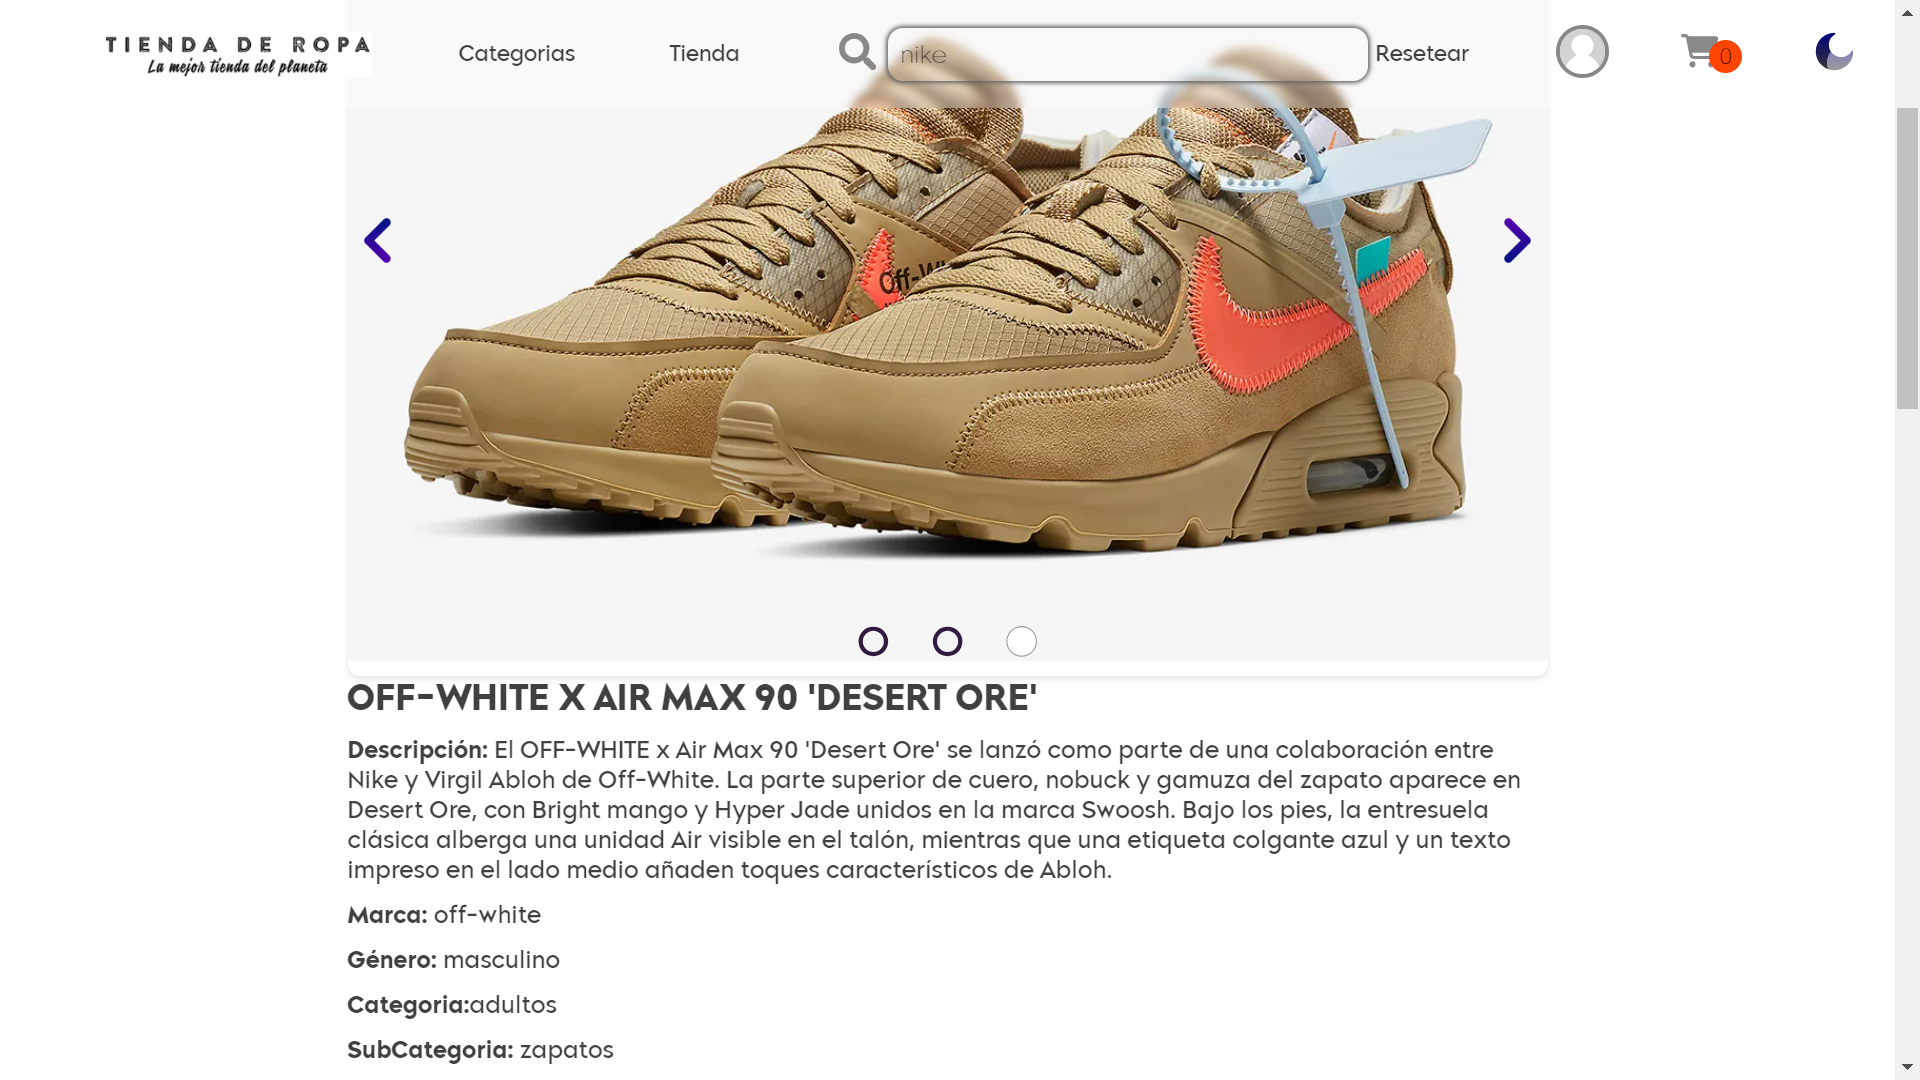 TIENDA DE ROPA
La mejor tienda del planeta
Categorias
Tienda
nike
Resetear
0
Off-W
OFF-WHITE X AIR MAX 90 'DESERT ORE'
Descripción: El OFF-WHITE x Air Max 90 'Desert Ore' se lanzó como parte de una colaboración entre
Nike y Virgil Abloh de Off-White. La parte superior de cuero, nobuck y gamuza del zapato aparece en
Desert Ore, con Bright mango y Hyper Jade unidos en la marca Swoosh. Bajo los pies, la entresuela
clásica alberga una unidad Air visible en el talón, mientras que una etiqueta colgante azul y un texto
impreso en el lado medio añaden toques característicos de Abloh.
Marca: off-white
Género: masculino
Categoria:adultos
SubCategoria: zapatos